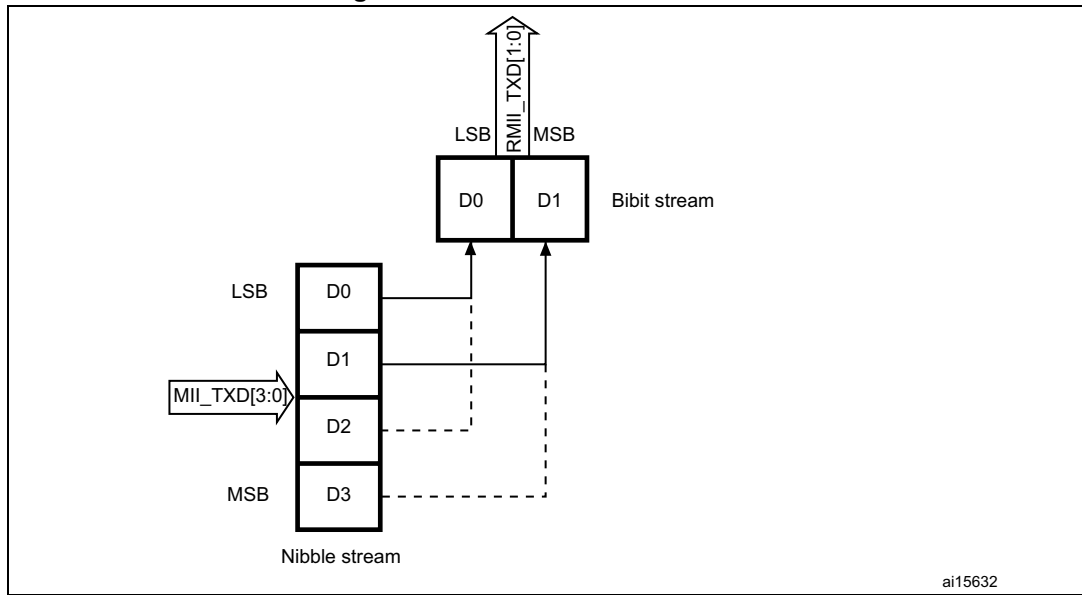 RMII_TXD[1:0]
LSB MSB
D0 D1 Bibit stream
LSB D0
D1
MII_TXD[3:0]
D2
MSB D3
Nibble stream
ai15632